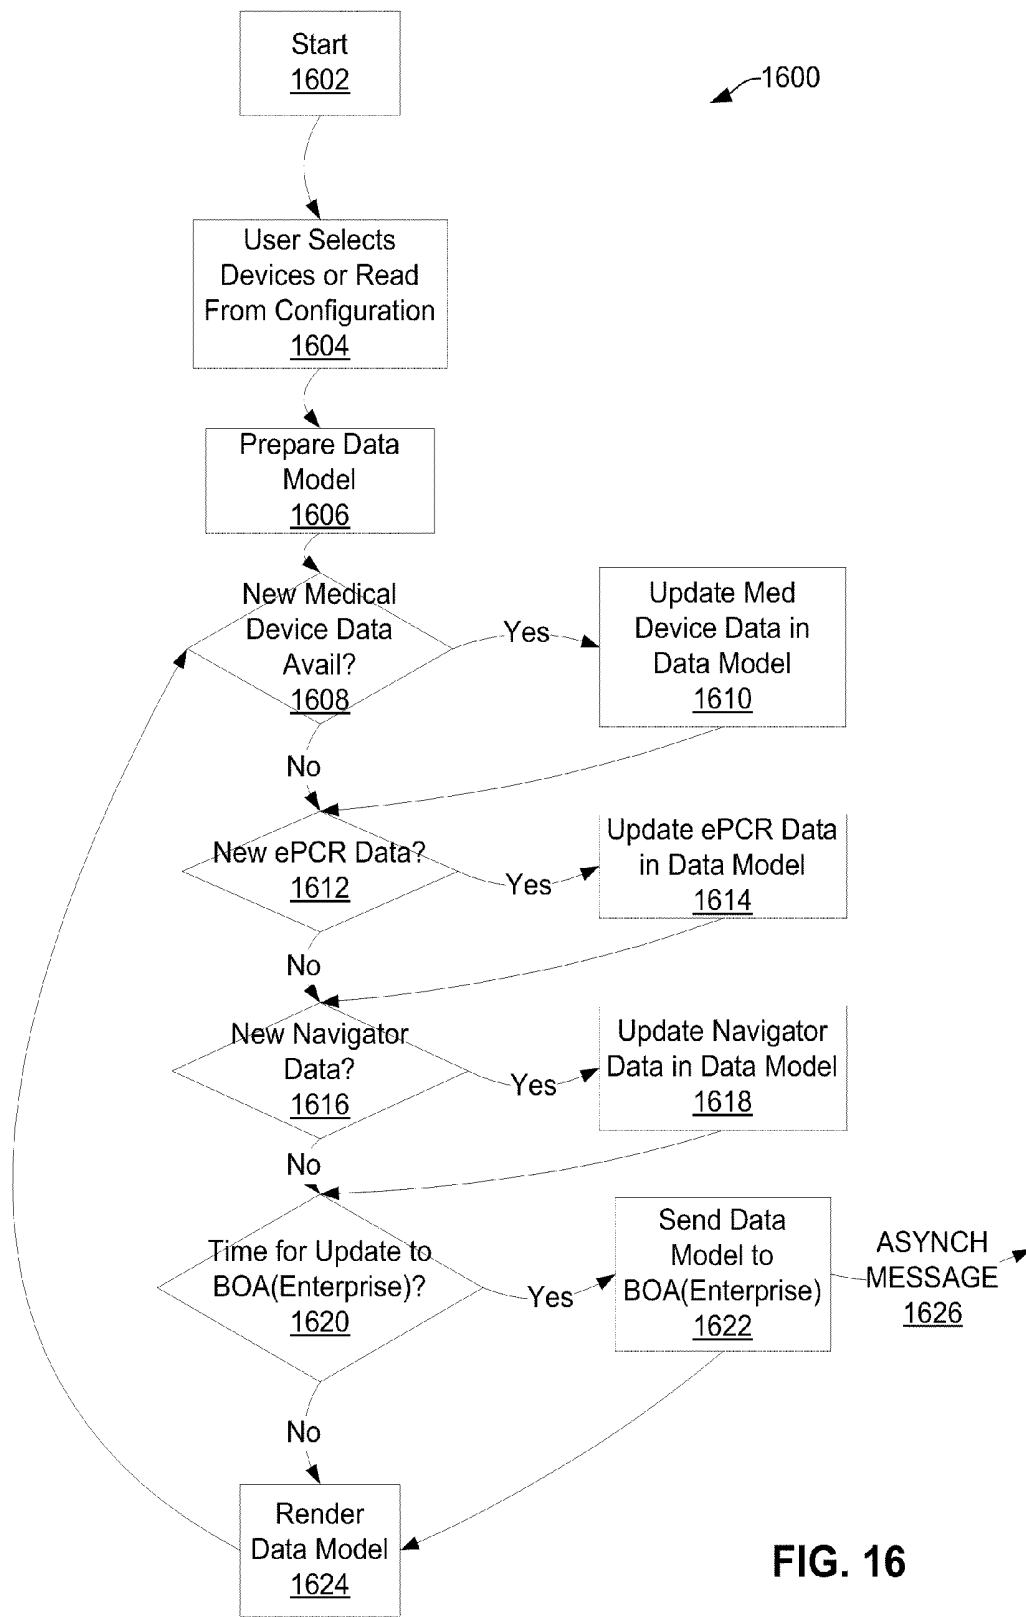 Start
1602
1600
User Selects
Devices or Read
From Configuration
1604
Prepare Data
Model
1606
New Medical
Device Data
Avail?
1608
Yes
Update Med
Device Data in
Data Model
1610
No
New ePCR Data?
1612
Yes
Update ePCR Data
in Data Model
1614
No
New Navigator
Data?
1616
Yes
Update Navigator
Data in Data Model
1618
No
Time for Update to
BOA(Enterprise)?
1620
Yes
Send Data
Model to
BOA(Enterprise)
1622
ASYNCH
MESSAGE
1626
No
Render
Data Model
1624
FIG. 16